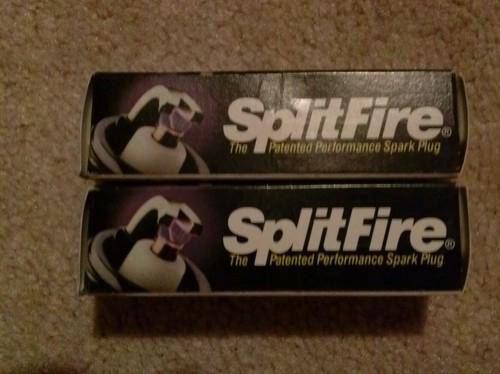 SplitFire®
The Patented Performance Spark Plug
SplitFire®
The Patented Performance Spark Plug